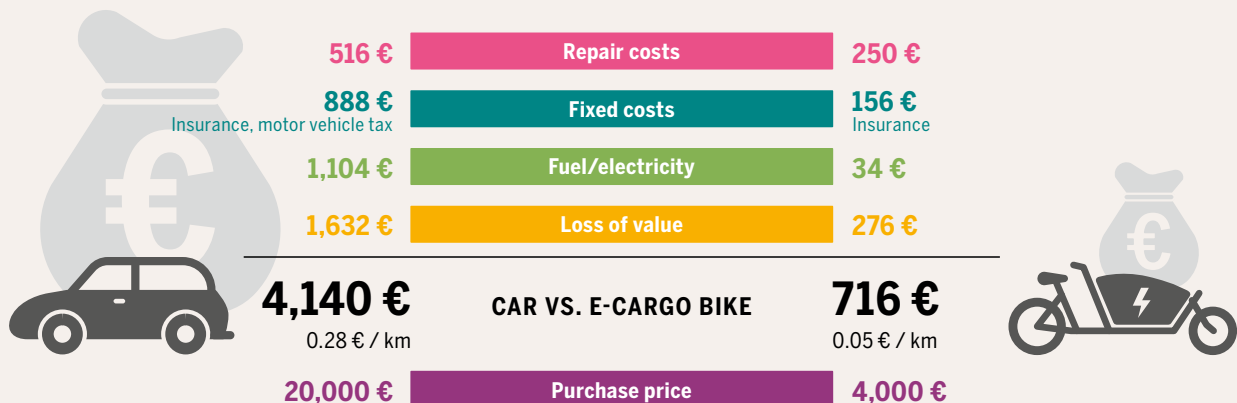 516 € Repair costs 250 €
888 € Fixed costs 156 €
Insurance, motor vehicle tax Insurance
1,104 € Fuel/electricity 34 €
1,632 € Loss of value 276 €
€ €
4,140 € CAR VS. E-CARGO BIKE 716 €
0.28 € / km 0.05 € / km
20,000 € Purchase price 4,000 €